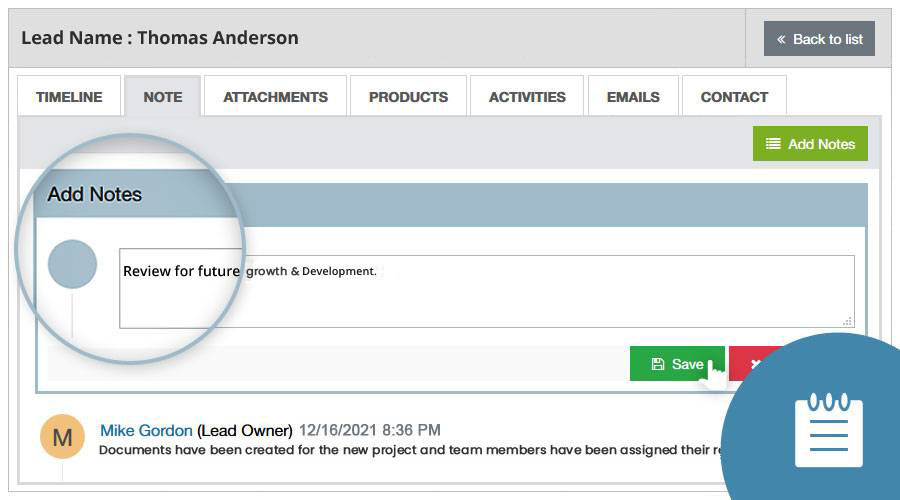 Lead Name : Thomas Anderson
« Back to list
TIMELINE NOTE ATTACHMENTS PRODUCTS ACTIVITIES EMAILS CONTACT
Add Notes
Add Notes
Review for future growth & Development.
Save
M
Mike Gordon (Lead Owner) 12/16/2021 8:36 PM
Documents have been created for the new project and team members have been assigned their